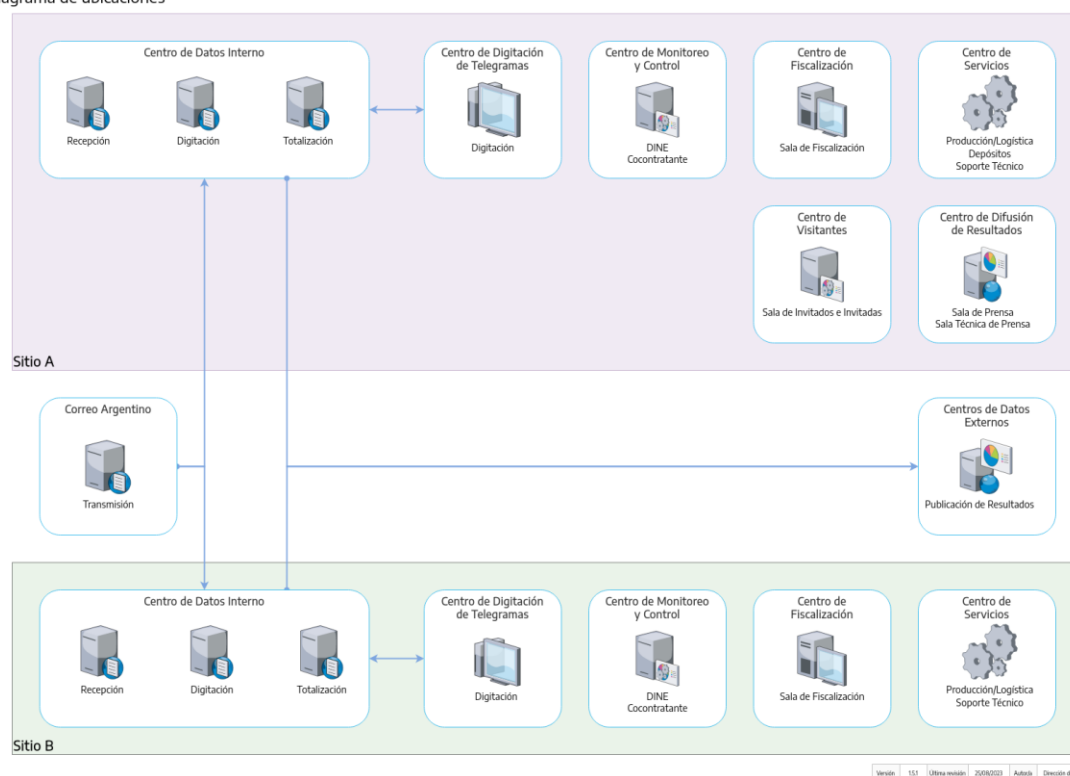 Diagrama de ubicaciones
Centro de Datos Interno
Recepción
Digitación
Totalización
Centro de Digitación
de Telegramas
Digitación
Centro de Monitoreo
y Control
DINE
Cocontratante
Centro de
Fiscalización
Sala de Fiscalización
Centro de
Servicios
Producción/Logística
Depósitos
Soporte Técnico
Centro de
Visitantes
Sala de Invitados e Invitadas
Centro de Difusión
de Resultados
Sala de Prensa
Sala Técnica de Prensa
Sitio A
Correo Argentino
Transmisión
Centros de Datos
Externos
Publicación de Resultados
Centro de Datos Interno
Recepción
Digitación
Totalización
Centro de Digitación
de Telegramas
Digitación
Centro de Monitoreo
y Control
DINE
Cocontratante
Centro de
Fiscalización
Sala de Fiscalización
Centro de
Servicios
Producción/Logística
Soporte Técnico
Sitio B
Versión 1.5.1 Última revisión 25/08/2023 Autor/a Dirección d